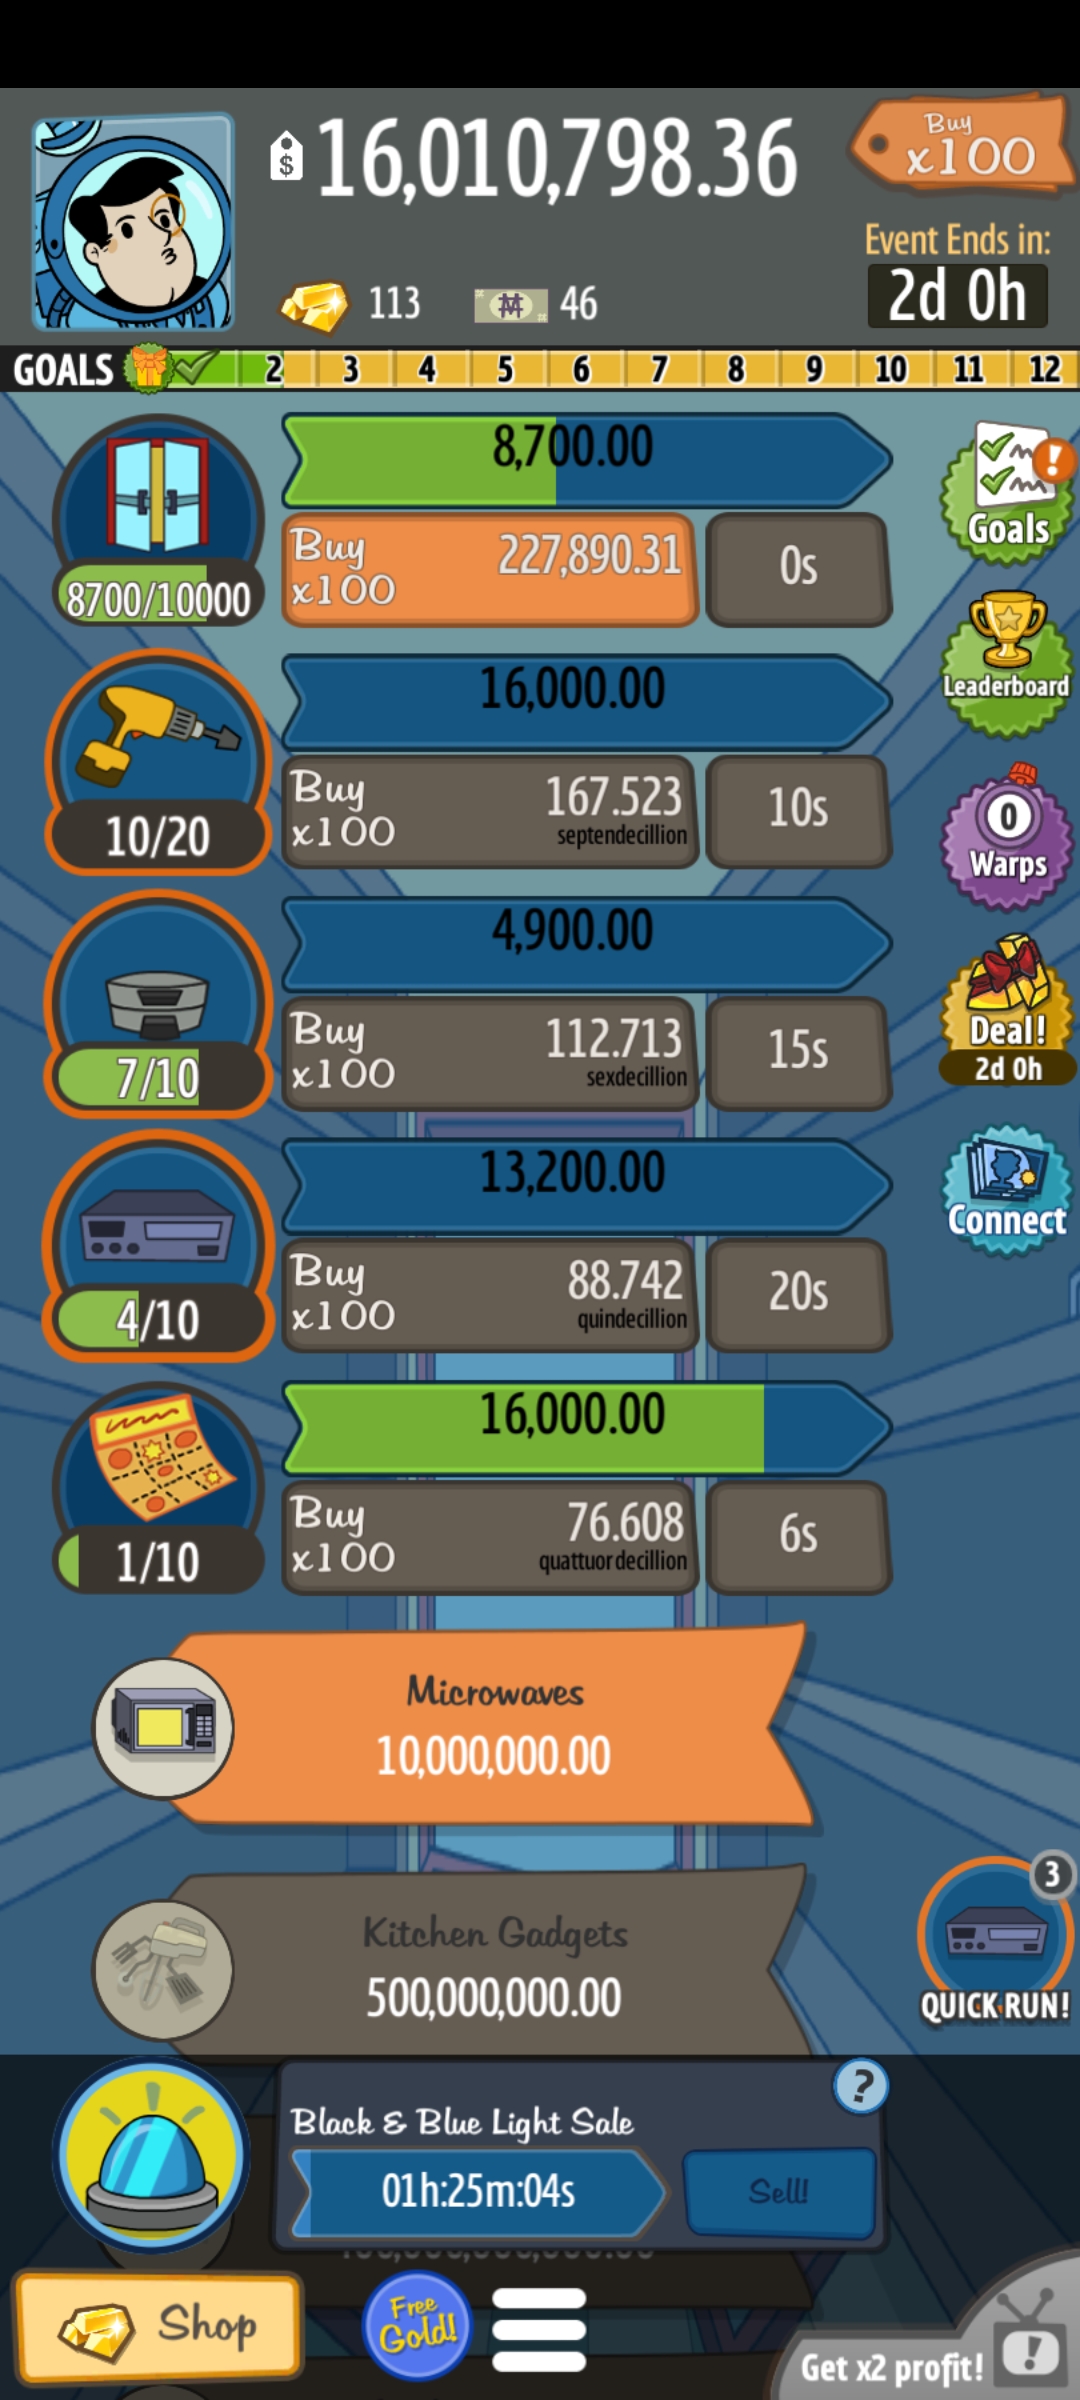 $ 16,010,798.36
Buy
x100
113
46
Event Ends in:
2d 0h
GOALS 2 3 4 5 6 7 8 9 10 11 12
8,700.00
Buy
x100
227,890.31
0s
8700/10000
Goals
16,000.00
Buy
x100
167.523
septendecillion
10s
10/20
Leaderboard
0
Warps
4,900.00
Buy
x100
112.713
sexdecillion
15s
7/10
Deal!
2d 0h
13,200.00
Buy
x100
88.742
quindecillion
20s
4/10
Connect
16,000.00
Buy
x100
76.608
quattuordecillion
6s
1/10
Microwaves
10,000,000.00
Kitchen Gadgets
500,000,000.00
3
QUICK RUN!
Black & Blue Light Sale
?
01h:25m:04s
Sell!
Shop
Free
Gold!
Get x2 profit!